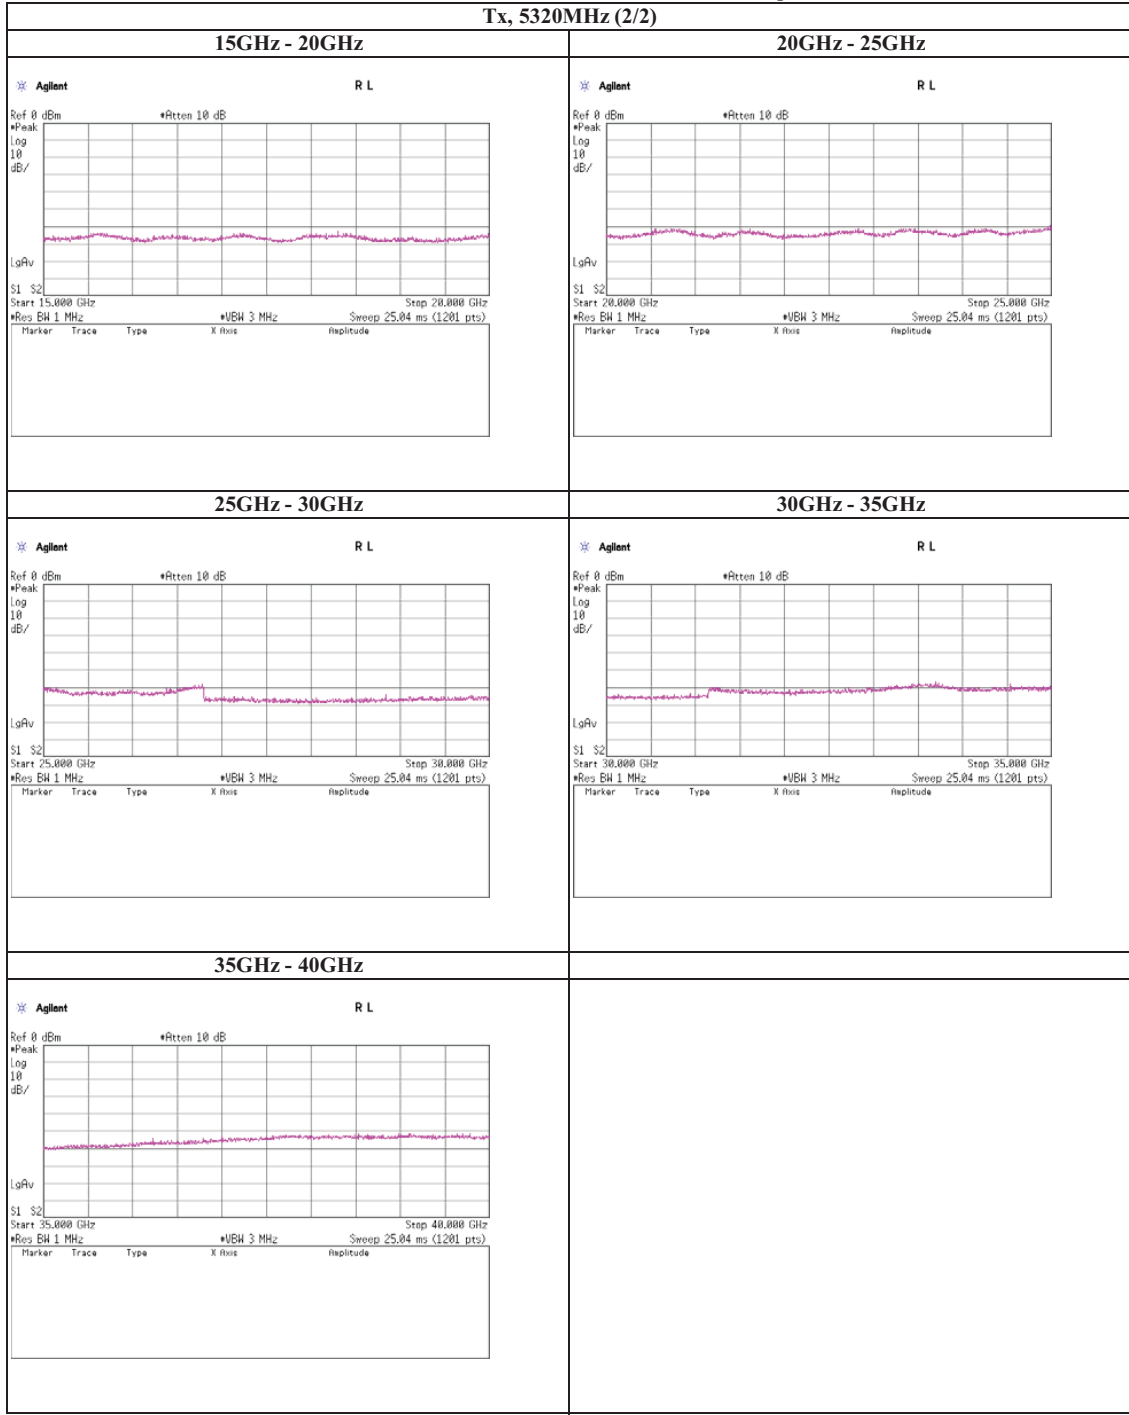 Tx, 5320MHz (2/2)
15GHz - 20GHz
20GHz - 25GHz
Agilent R L
Ref 0 dBm #Atten 10 dB
#Peak
Log
10
dB/
LgAv
S1 S2
Start 15.000 GHz Stop 20.000 GHz
#Res BW 1 MHz #VBW 3 MHz Sweep 25.04 ms (1201 pts)
Marker Trace Type X Axis Amplitude
Agilent R L
Ref 0 dBm #Atten 10 dB
#Peak
Log
10
dB/
LgAv
S1 S2
Start 20.000 GHz Stop 25.000 GHz
#Res BW 1 MHz #VBW 3 MHz Sweep 25.04 ms (1201 pts)
Marker Trace Type X Axis Amplitude
25GHz - 30GHz
30GHz - 35GHz
Agilent R L
Ref 0 dBm #Atten 10 dB
#Peak
Log
10
dB/
LgAv
S1 S2
Start 25.000 GHz Stop 30.000 GHz
#Res BW 1 MHz #VBW 3 MHz Sweep 25.04 ms (1201 pts)
Marker Trace Type X Axis Amplitude
Agilent R L
Ref 0 dBm #Atten 10 dB
#Peak
Log
10
dB/
LgAv
S1 S2
Start 30.000 GHz Stop 35.000 GHz
#Res BW 1 MHz #VBW 3 MHz Sweep 25.04 ms (1201 pts)
Marker Trace Type X Axis Amplitude
35GHz - 40GHz
Agilent R L
Ref 0 dBm #Atten 10 dB
#Peak
Log
10
dB/
LgAv
S1 S2
Start 35.000 GHz Stop 40.000 GHz
#Res BW 1 MHz #VBW 3 MHz Sweep 25.04 ms (1201 pts)
Marker Trace Type X Axis Amplitude